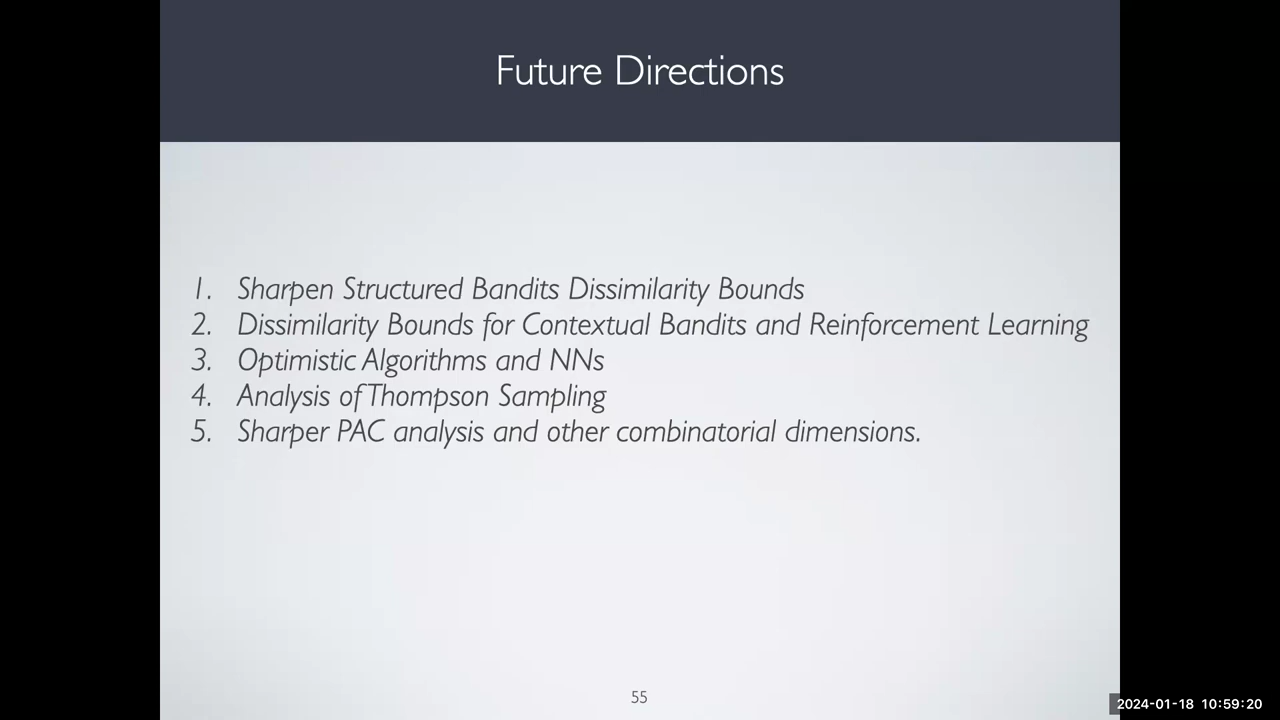 Future Directions
1. Sharpen Structured Bandits Dissimilarity Bounds
2. Dissimilarity Bounds for Contextual Bandits and Reinforcement Learning
3. Optimistic Algorithms and NNs
4. Analysis of Thompson Sampling
5. Sharper PAC analysis and other combinatorial dimensions.
55
2024-01-18 10:59:20